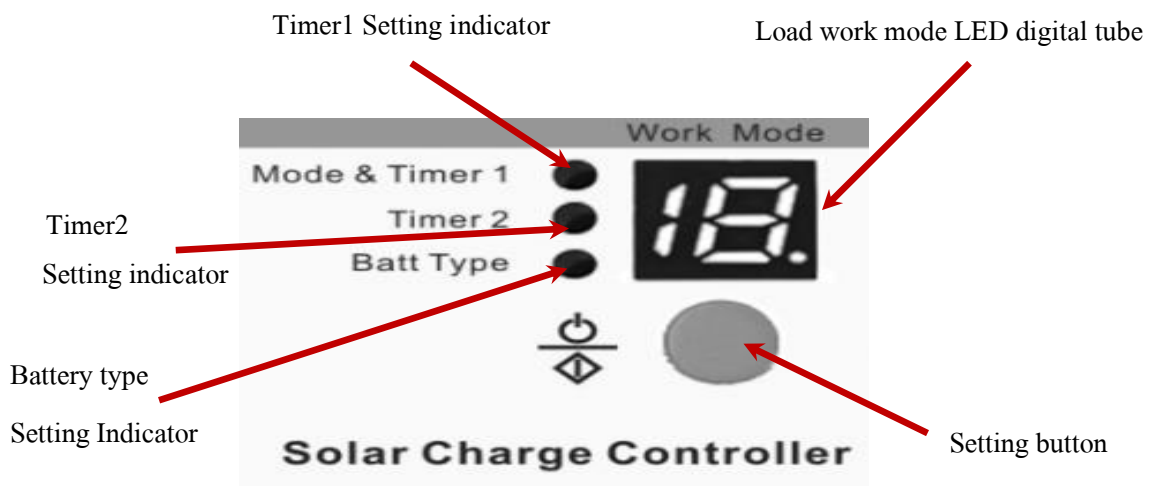 Timer1 Setting indicator
Load work mode LED digital tube
Work Mode
Mode & Timer 1
Timer 2
Batt Type
18.
Timer2
Setting indicator
Battery type
Setting Indicator
Setting button
Solar Charge Controller